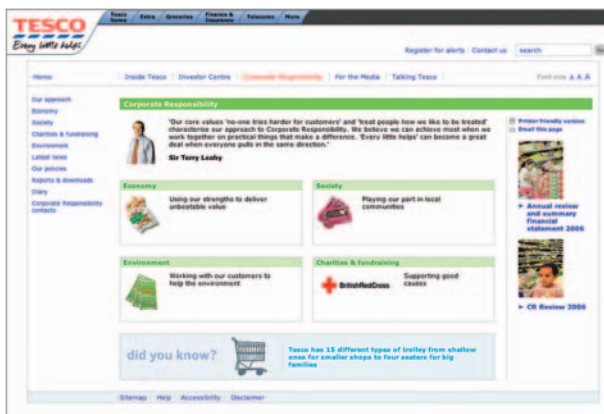 TESCO
Every little helps
Tesco home Extra Groceries Finance & Insurance Telecoms More
Register for alerts Contact us search
Home Inside Tesco Investor Centre Corporate Responsibility For the Media Talking Tesco Font size A A A
Our approach
Economy
Society
Charities & fundraising
Environment
Latest news
Our policies
Reports & downloads
Diary
Corporate Responsibility
contacts
Corporate Responsibility
'Our core values 'no-one tries harder for customers' and 'treat people how we like to be treated'
characterise our approach to Corporate Responsibility. We believe we can achieve most when we
work together on practical things that make a difference. 'Every little helps' can become a great
deal when everyone pulls in the same direction.'
Sir Terry Leahy
Economy
Using our strengths to deliver
unbeatable value
Society
Playing our part in local
communities
Environment
Working with our customers to
help the environment
Charities & fundraising
BritishRedCross
Supporting good
causes
did you know?
Tesco has 15 different types of trolley from shallow
ones for smaller shops to four seaters for big
families
Printer friendly version
Email this page
Annual review
and summary
financial
statement 2006
CR Review 2006
Sitemap Help Accessibility Disclaimer